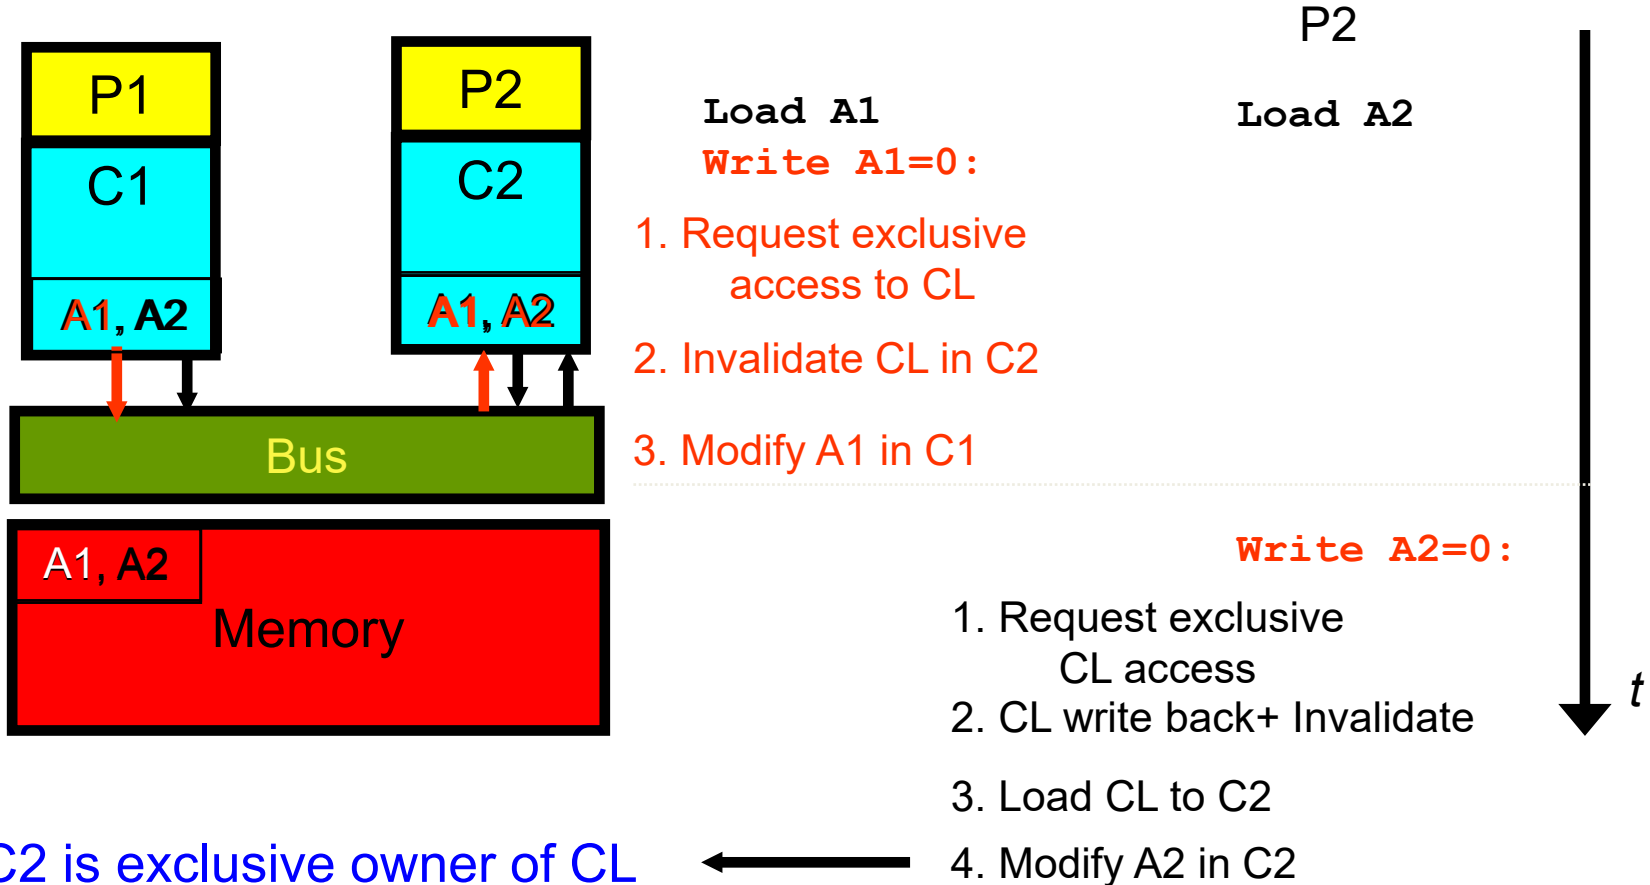 P2
P1
P2
Load A1
Load A2
Write A1=0:
C1
C2
1. Request exclusive
access to CL
A1, A2
A1, A2
2. Invalidate CL in C2
Bus
3. Modify A1 in C1
Write A2=0:
A1, A2
Memory
1. Request exclusive
CL access
t
2. CL write back+ Invalidate
3. Load CL to C2
C2 is exclusive owner of CL
4. Modify A2 in C2